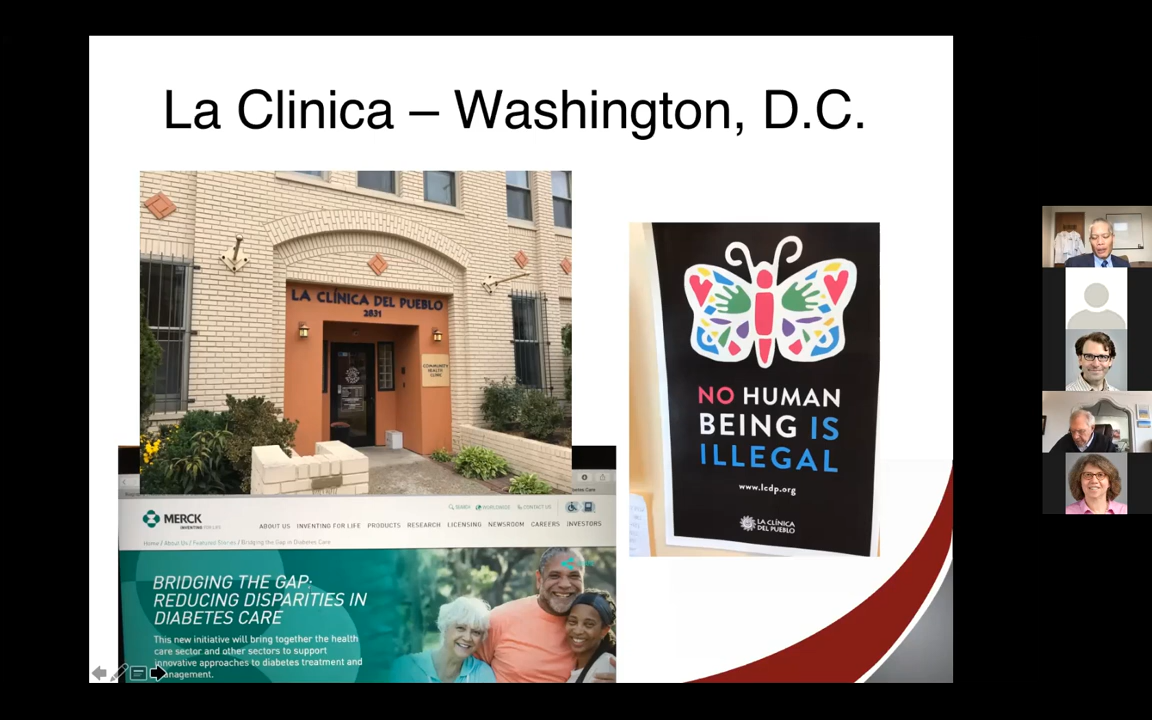 La Clinica – Washington, D.C.
LA CLÍNICA DEL PUEBLO
2831
COMMUNITY
HEALTH
CLINIC
NO HUMAN
BEING IS
ILLEGAL
www.lcdp.org
LA CLÍNICA
DEL PUEBLO
MERCK
INVENTING FOR LIFE
SEARCH WORLDWIDE CONTACT US
ABOUT US INVENTING FOR LIFE PRODUCTS RESEARCH LICENSING NEWSROOM CAREERS INVESTORS
Home / About Us / Featured Stories / Bridging the Gap in Diabetes Care
BRIDGING THE GAP:
REDUCING DISPARITIES IN
DIABETES CARE
This new initiative will bring together the health
care sector and other sectors to support
innovative approaches to diabetes treatment and
management.